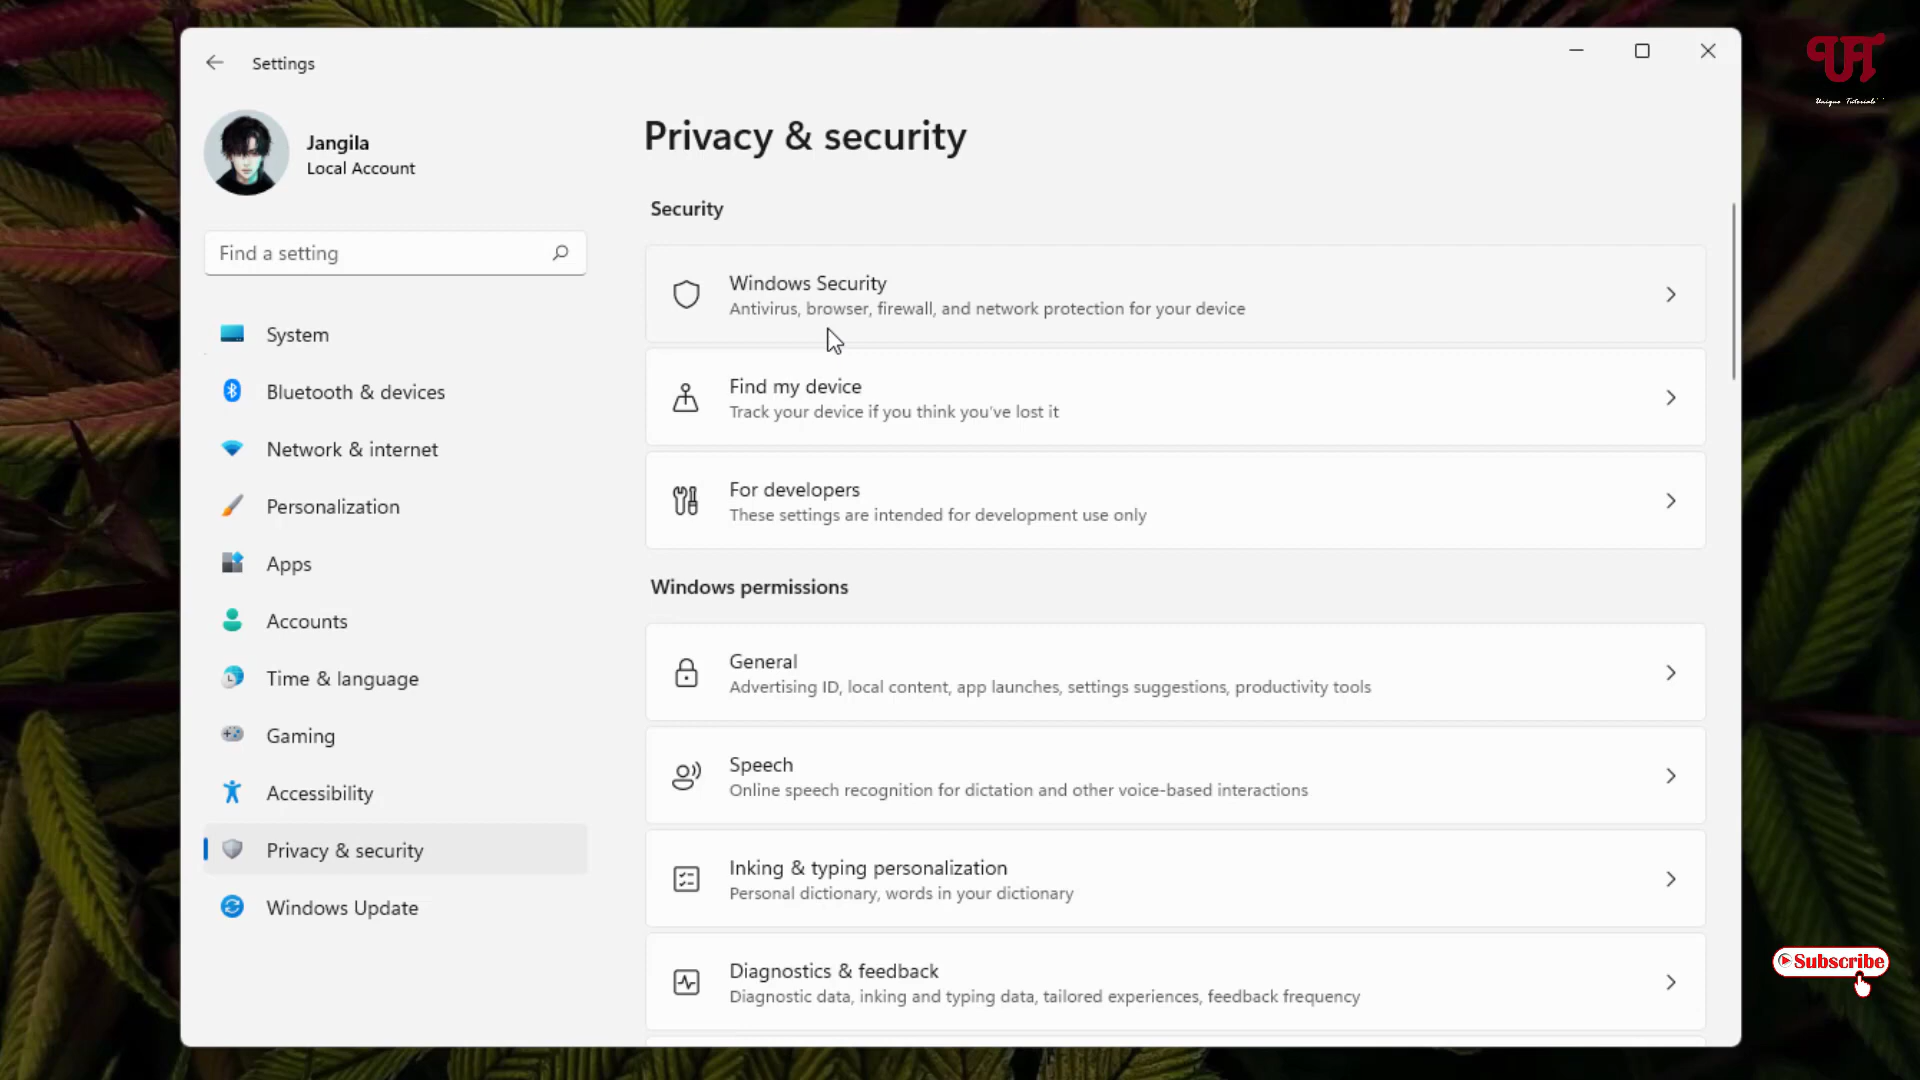 Settings
Jangila
Local Account
Find a setting
System
Bluetooth & devices
Network & internet
Personalization
Apps
Accounts
Time & language
Gaming
Accessibility
Privacy & security
Windows Update
Privacy & security
Security
Windows Security
Antivirus, browser, firewall, and network protection for your device
Find my device
Track your device if you think you've lost it
For developers
These settings are intended for development use only
Windows permissions
General
Advertising ID, local content, app launches, settings suggestions, productivity tools
Speech
Online speech recognition for dictation and other voice-based interactions
Inking & typing personalization
Personal dictionary, words in your dictionary
Diagnostics & feedback
Diagnostic data, inking and typing data, tailored experiences, feedback frequency
UT
Unique Tutorials
Subscribe